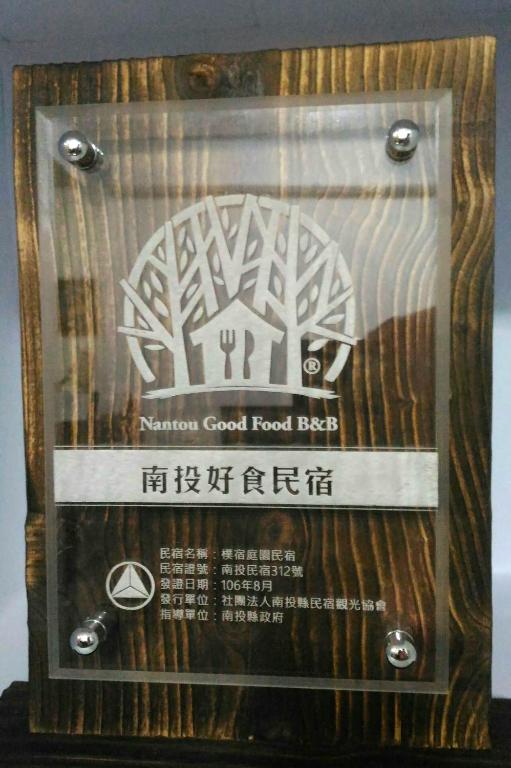 ®
Nantou Good Food B&B
南投好食民宿
民宿名稱：樸宿庭園民宿
民宿證號：南投民宿312號
發證日期：106年8月
發行單位：社團法人南投縣民宿觀光協會
指導單位：南投縣政府